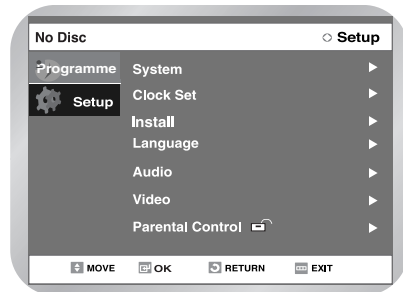 No Disc Setup
Programme
Setup
System
Clock Set
Install
Language
Audio
Video
Parental Control
MOVE OK RETURN EXIT